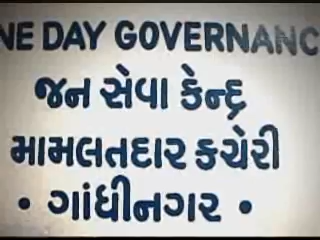 NE DAY GOVERNANC
જન સેવા કેન્દ્ર
મામલતદાર કચેરી
• ગાંધીનગર •